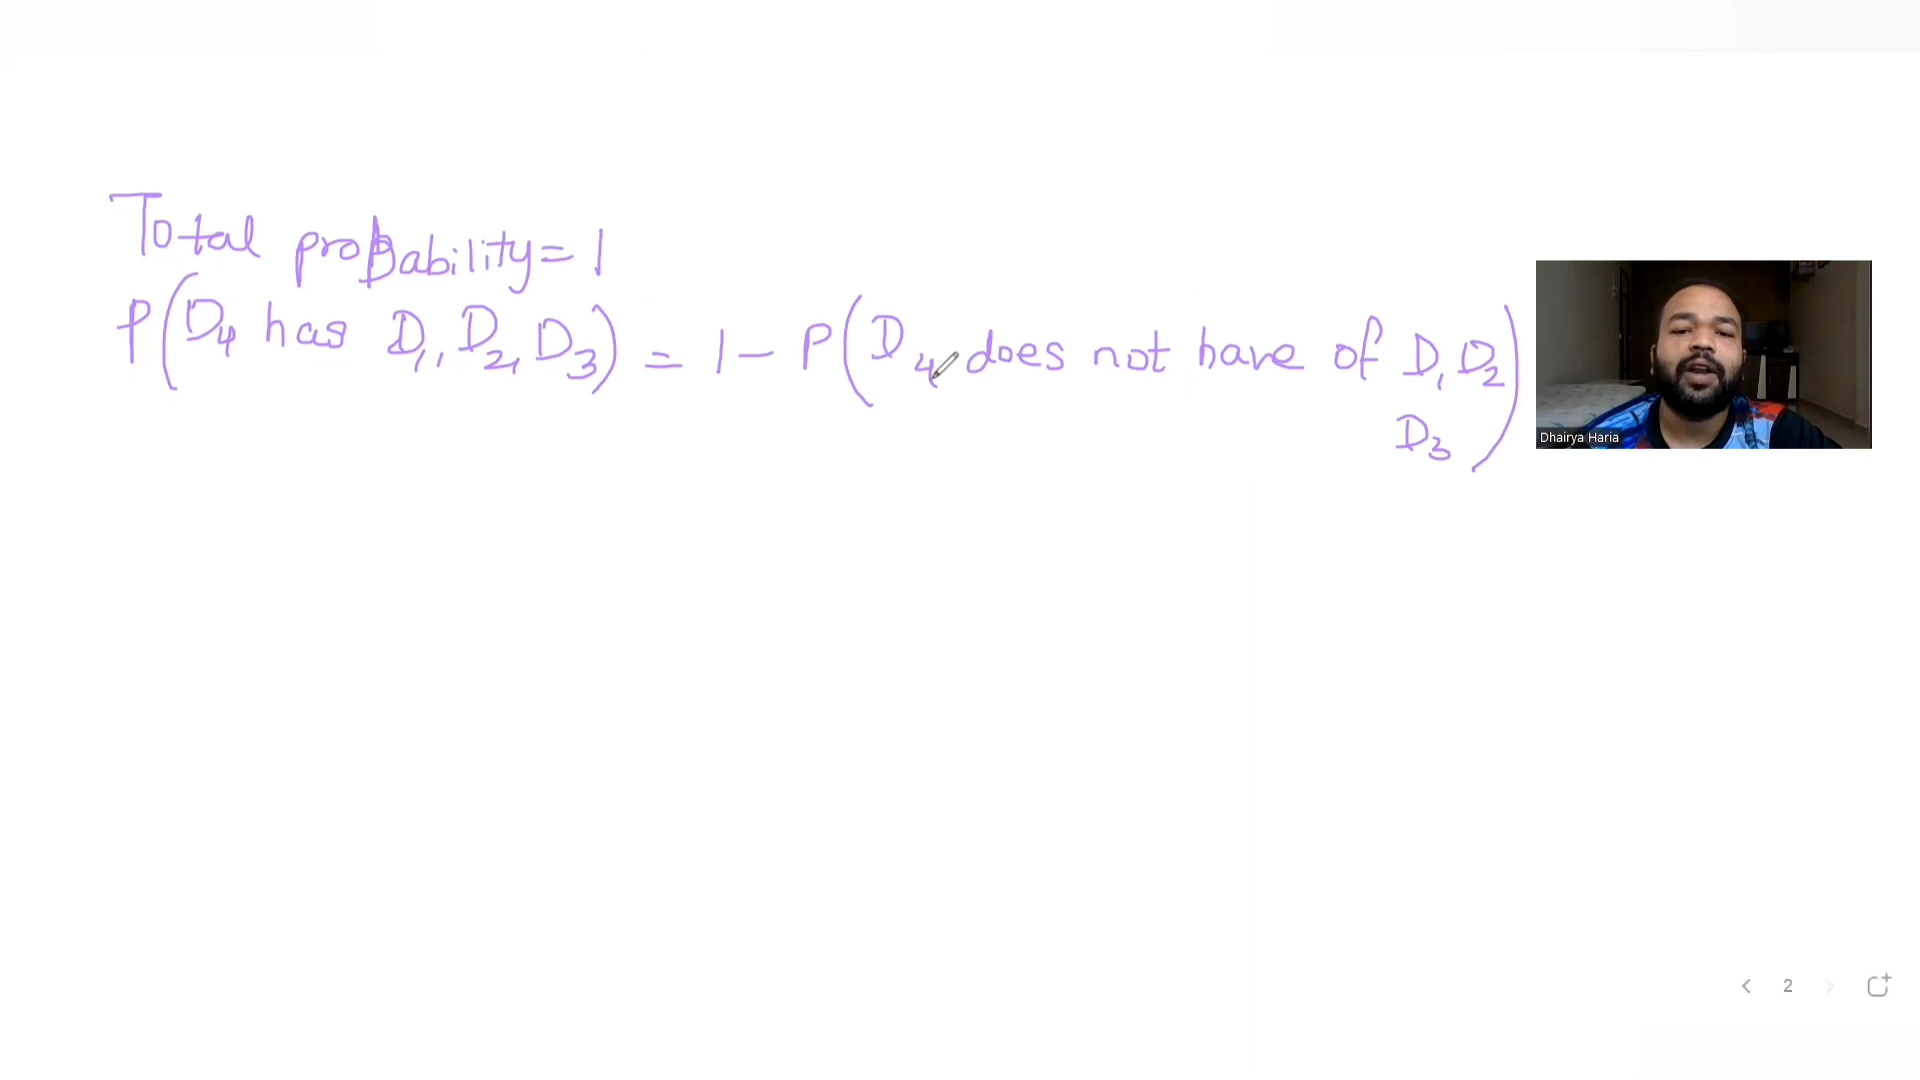 Total probability = 1
P(D4 has D1, D2, D3) = 1 - P(D4 does not have of D1 D2
D3)
Dhairya Haria
2